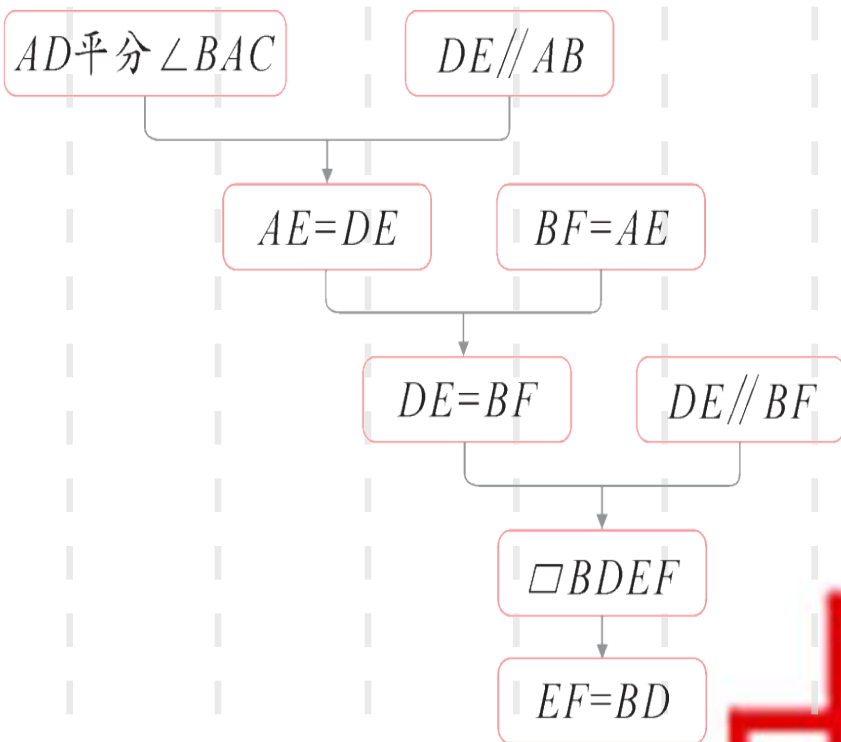 AD平分∠BAC
DE∥AB
AE=DE
BF=AE
DE=BF
DE∥BF
▱BDEF
EF=BD